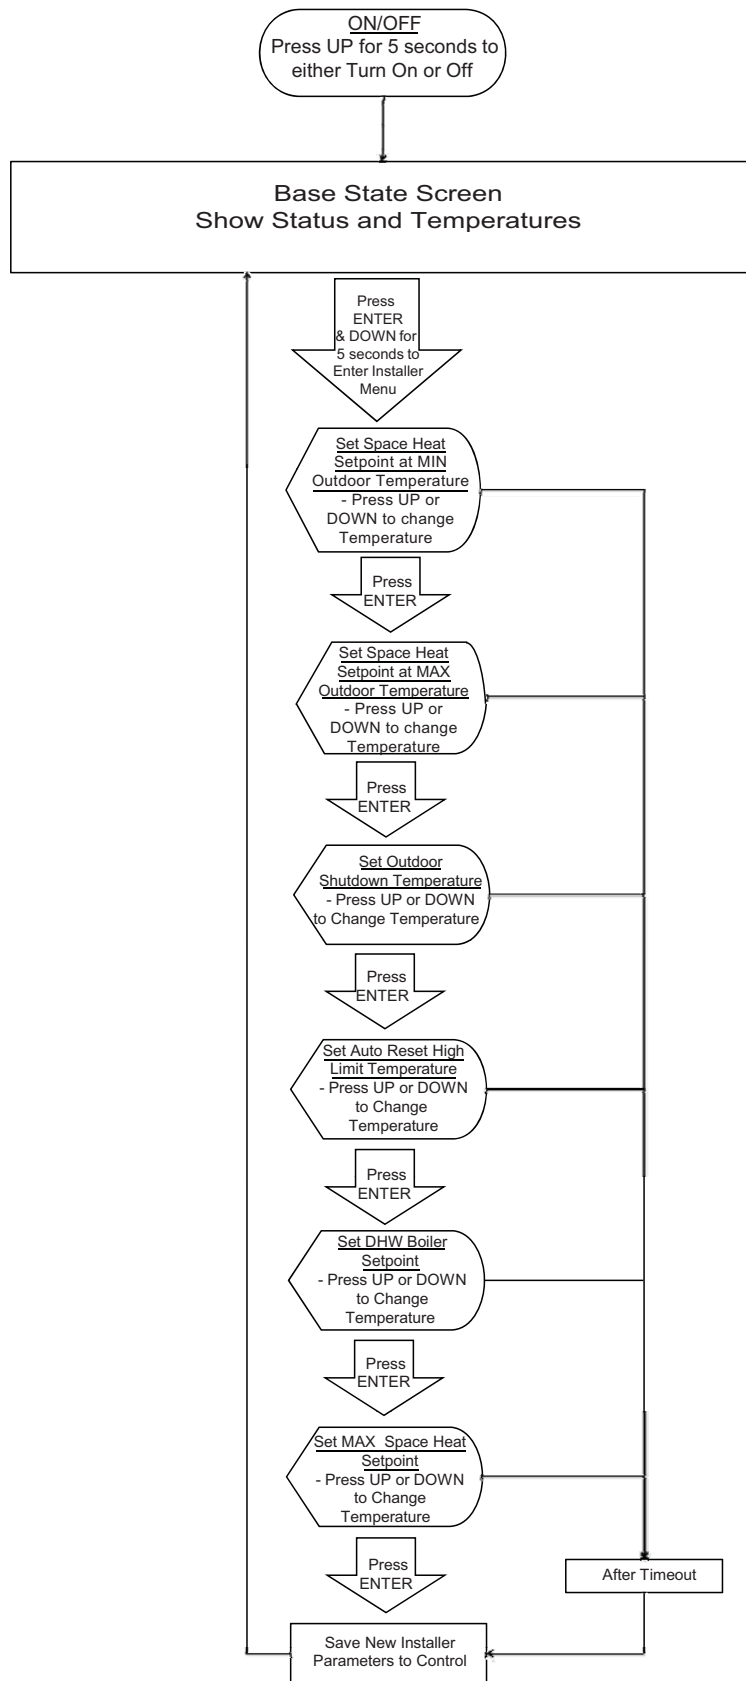 ON/OFF
Press UP for 5 seconds to
either Turn On or Off
Base State Screen
Show Status and Temperatures
Press
ENTER
& DOWN for
5 seconds to
Enter Installer
Menu
Set Space Heat
Setpoint at MIN
Outdoor Temperature
- Press UP or
DOWN to change
Temperature
Press
ENTER
Set Space Heat
Setpoint at MAX
Outdoor Temperature
- Press UP or
DOWN to change
Temperature
Press
ENTER
Set Outdoor
Shutdown Temperature
- Press UP or DOWN
to Change Temperature
Press
ENTER
Set Auto Reset High
Limit Temperature
- Press UP or DOWN
to Change
Temperature
Press
ENTER
Set DHW Boiler
Setpoint
- Press UP or DOWN
to Change
Temperature
Press
ENTER
Set MAX Space Heat
Setpoint
- Press UP or DOWN
to Change
Temperature
Press
ENTER
After Timeout
Save New Installer
Parameters to Control